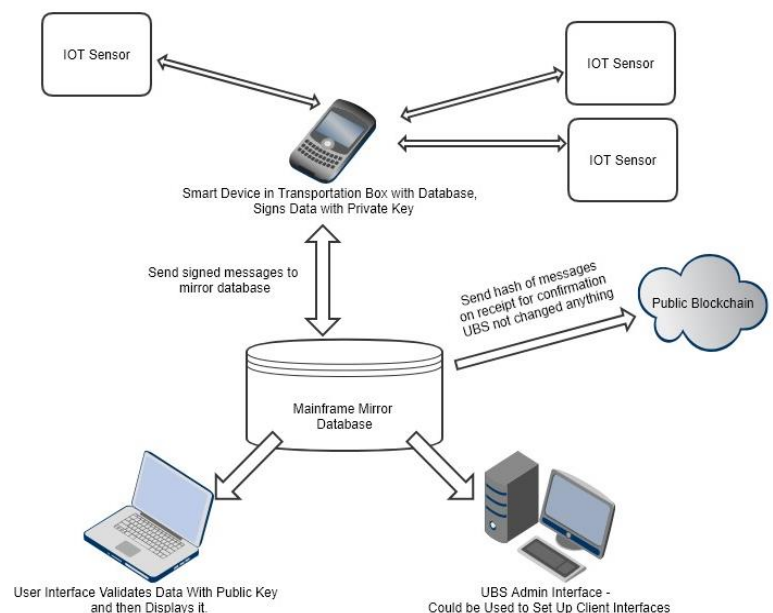 IOT Sensor
IOT Sensor
IOT Sensor
Smart Device in Transportation Box with Database,
Signs Data with Private Key
Send signed messages to
mirror database
Send hash of messages
on receipt for confirmation
UBS not changed anything
Public Blockchain
Mainframe Mirror
Database
User Interface Validates Data With Public Key
and then Displays it.
UBS Admin Interface -
Could be Used to Set Up Client Interfaces